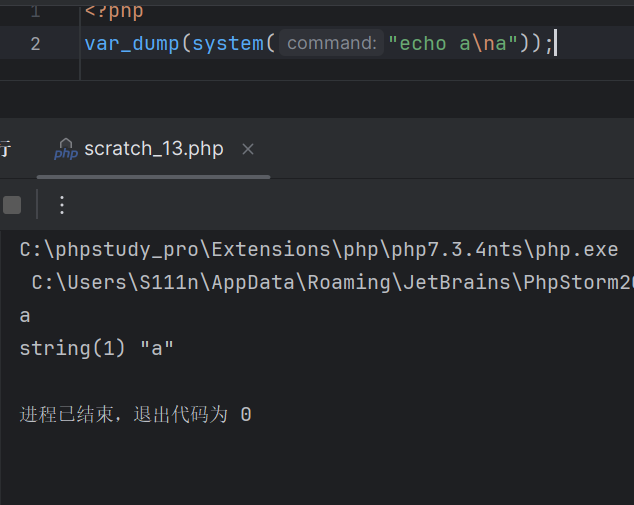 1 <?php
2 var_dump(system( command: "echo a\na"));
行 php scratch_13.php ×
C:\phpstudy_pro\Extensions\php\php7.3.4nts\php.exe
C:\Users\S111n\AppData\Roaming\JetBrains\PhpStorm20
a
string(1) "a"
进程已结束，退出代码为 0